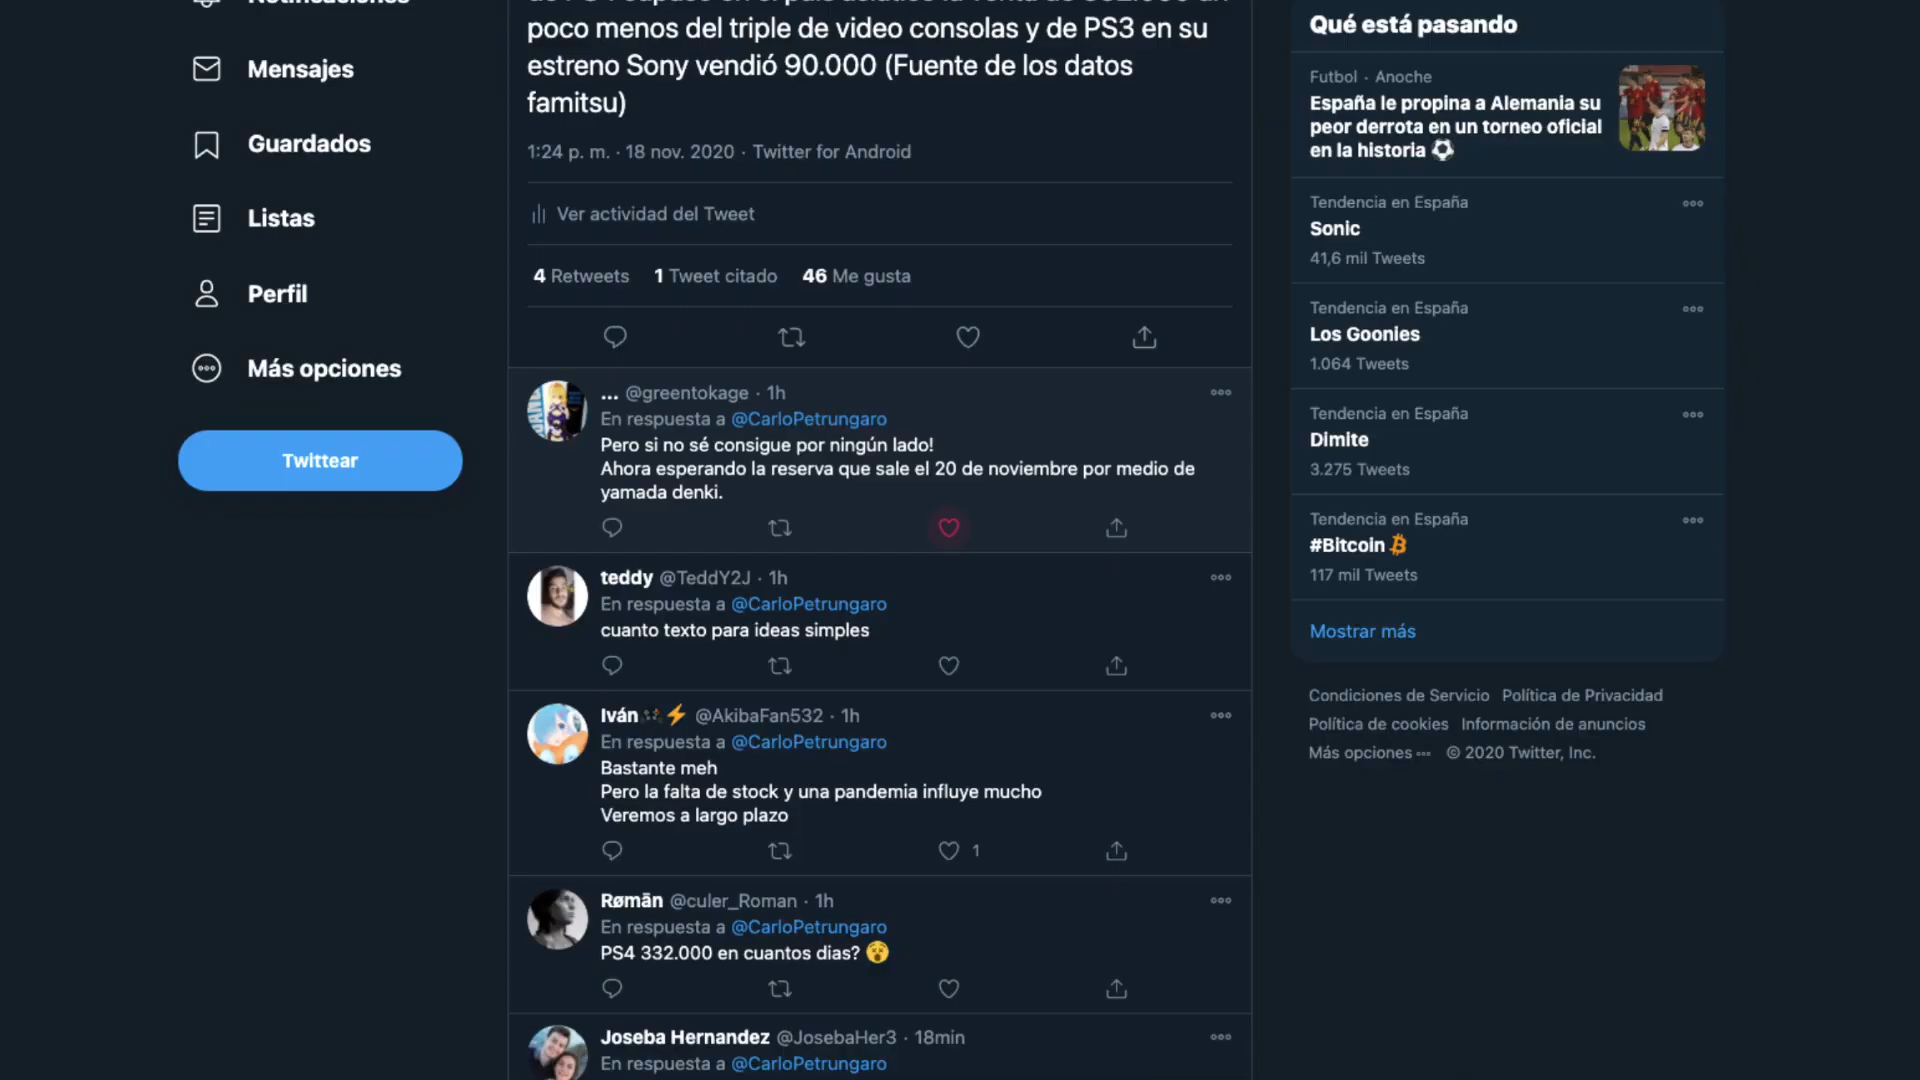 Notificaciones
Mensajes
Guardados
Listas
Perfil
Más opciones
Twittear
poco menos del triple de video consolas y de PS3 en su
estreno Sony vendió 90.000 (Fuente de los datos
famitsu)
1:24 p. m. · 18 nov. 2020 · Twitter for Android
Ver actividad del Tweet
4 Retweets 1 Tweet citado 46 Me gusta
... @greentokage · 1h
En respuesta a @CarloPetrungaro
Pero si no sé consigue por ningún lado!
Ahora esperando la reserva que sale el 20 de noviembre por medio de
yamada denki.
teddy @TeddY2J · 1h
En respuesta a @CarloPetrungaro
cuanto texto para ideas simples
Iván ⚡ @AkibaFan532 · 1h
En respuesta a @CarloPetrungaro
Bastante meh
Pero la falta de stock y una pandemia influye mucho
Veremos a largo plazo
1
Rømān @culer_Roman · 1h
En respuesta a @CarloPetrungaro
PS4 332.000 en cuantos dias? 😵
Joseba Hernandez @JosebaHer3 · 18min
En respuesta a @CarloPetrungaro
Qué está pasando
Futbol · Anoche
España le propina a Alemania su
peor derrota en un torneo oficial
en la historia ⚽
Tendencia en España
Sonic
41,6 mil Tweets
Tendencia en España
Los Goonies
1.064 Tweets
Tendencia en España
Dimite
3.275 Tweets
Tendencia en España
#Bitcoin
117 mil Tweets
Mostrar más
Condiciones de Servicio Política de Privacidad
Política de cookies Información de anuncios
Más opciones ··· © 2020 Twitter, Inc.